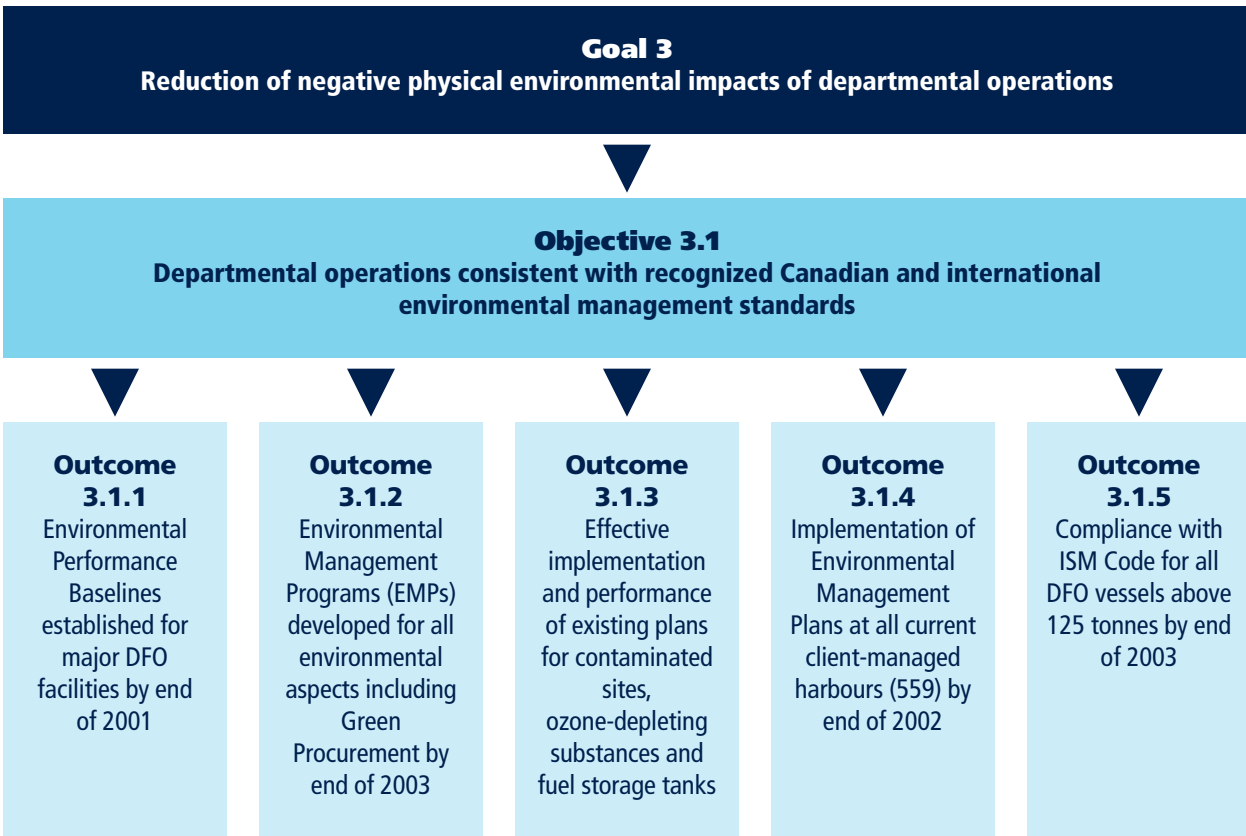 Goal 3
Reduction of negative physical environmental impacts of departmental operations
Objective 3.1
Departmental operations consistent with recognized Canadian and international
environmental management standards
Outcome
3.1.1
Environmental
Performance
Baselines
established for
major DFO
facilities by end
of 2001
Outcome
3.1.2
Environmental
Management
Programs (EMPs)
developed for all
environmental
aspects including
Green
Procurement by
end of 2003
Outcome
3.1.3
Effective
implementation
and performance
of existing plans
for contaminated
sites,
ozone-depleting
substances and
fuel storage tanks
Outcome
3.1.4
Implementation of
Environmental
Management
Plans at all current
client-managed
harbours (559) by
end of 2002
Outcome
3.1.5
Compliance with
ISM Code for all
DFO vessels above
125 tonnes by end
of 2003